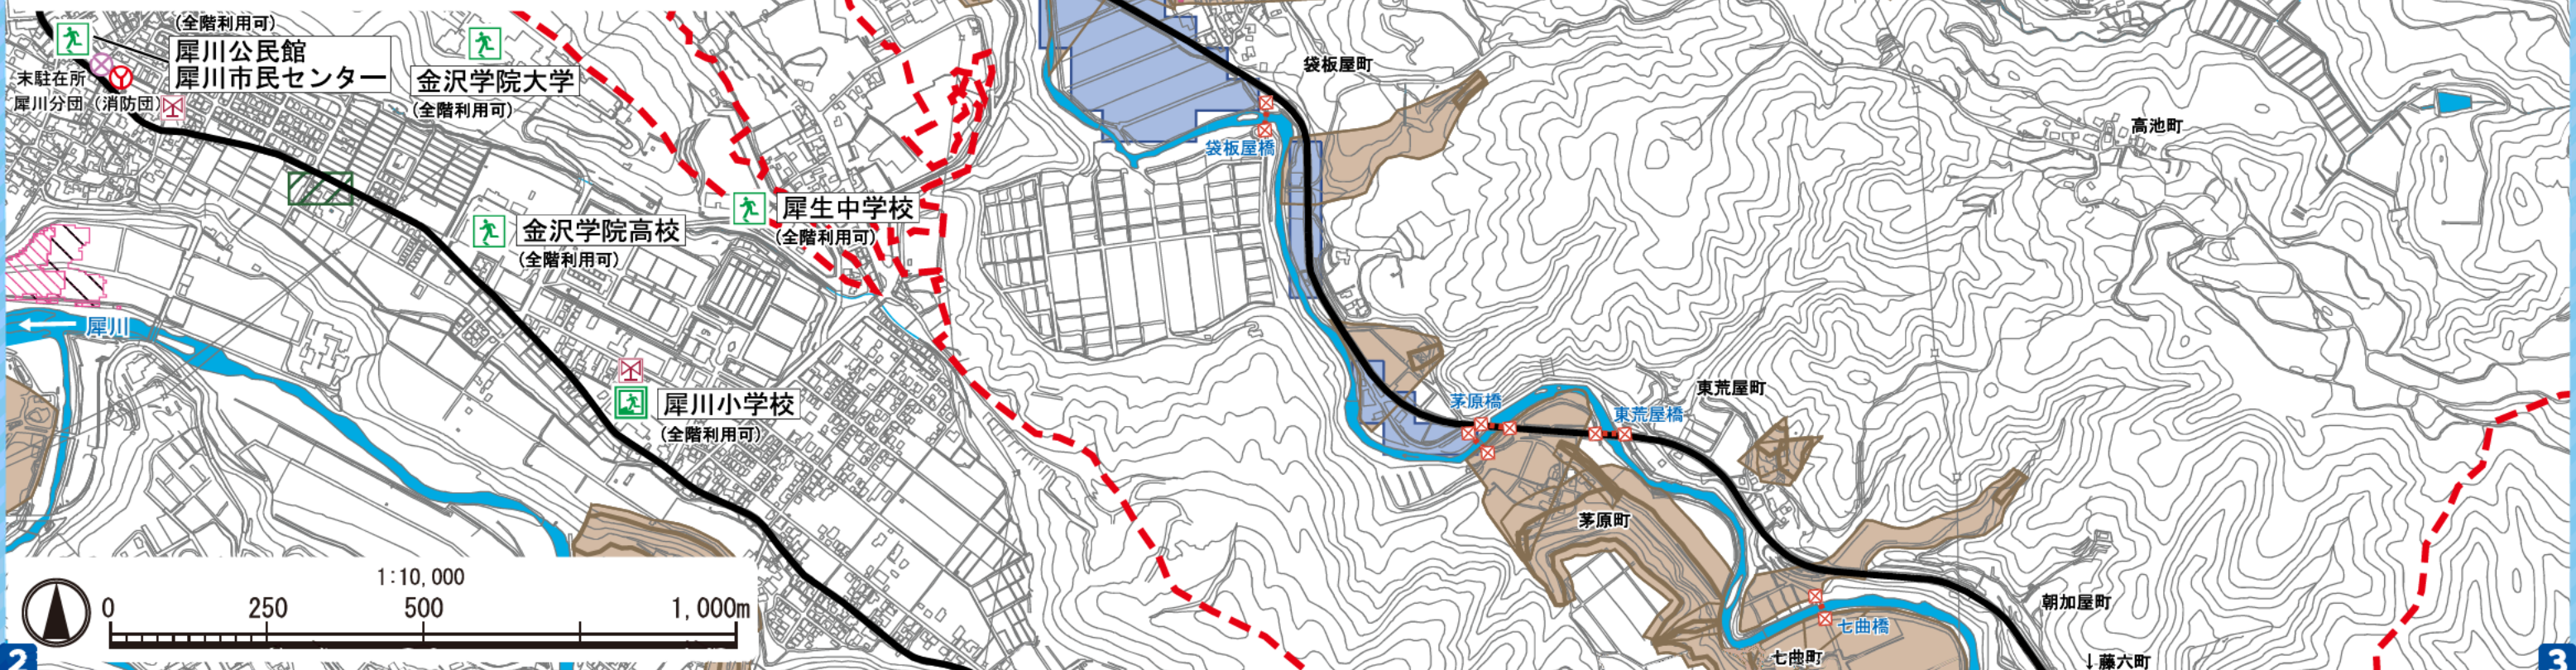 (全階利用可)
犀川公民館
犀川市民センター
末駐在所
犀川分団（消防団）
金沢学院大学
(全階利用可)
袋板屋町
高池町
袋板屋橋
犀生中学校
(全階利用可)
金沢学院高校
(全階利用可)
犀川
犀川小学校
(全階利用可)
茅原橋
東荒屋橋
東荒屋町
茅原町
1:10,000
0 250 500 1,000m
朝加屋町
七曲橋
七曲町
↓藤六町
2
3